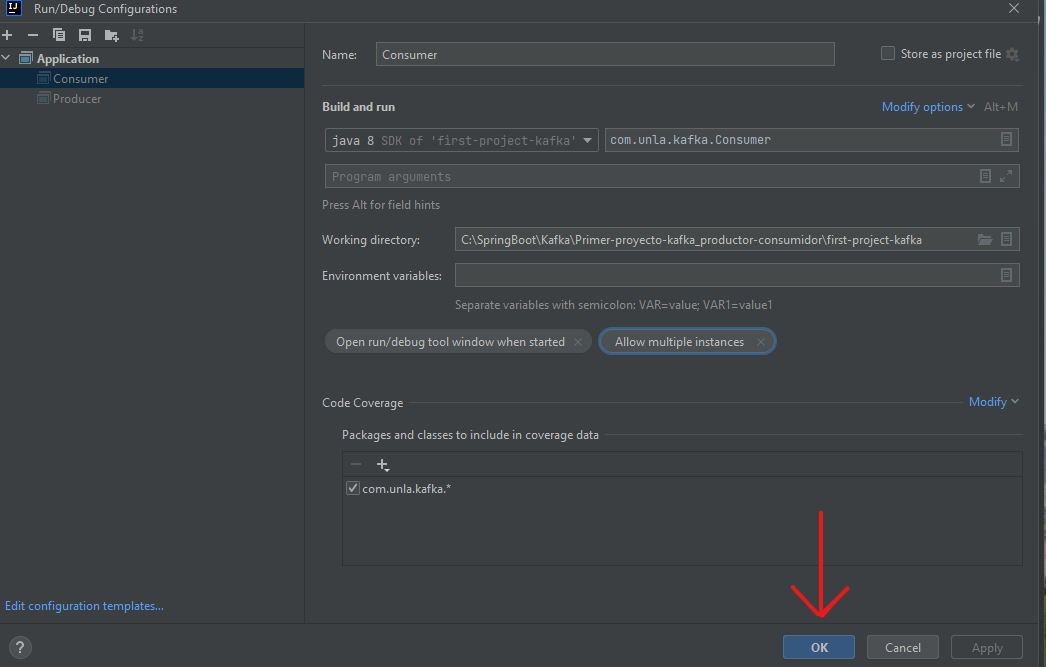 IJ Run/Debug Configurations
Application
Consumer
Producer
Name: Consumer Store as project file
Build and run Modify options Alt+M
java 8 SDK of 'first-project-kafka' com.unla.kafka.Consumer
Program arguments
Press Alt for field hints
Working directory: C:\SpringBoot\Kafka\Primer-proyecto-kafka_productor-consumidor\first-project-kafka
Environment variables:
Separate variables with semicolon: VAR=value; VAR1=value1
Open run/debug tool window when started Allow multiple instances
Code Coverage Modify
Packages and classes to include in coverage data
com.unla.kafka.*
Edit configuration templates...
? OK Cancel Apply